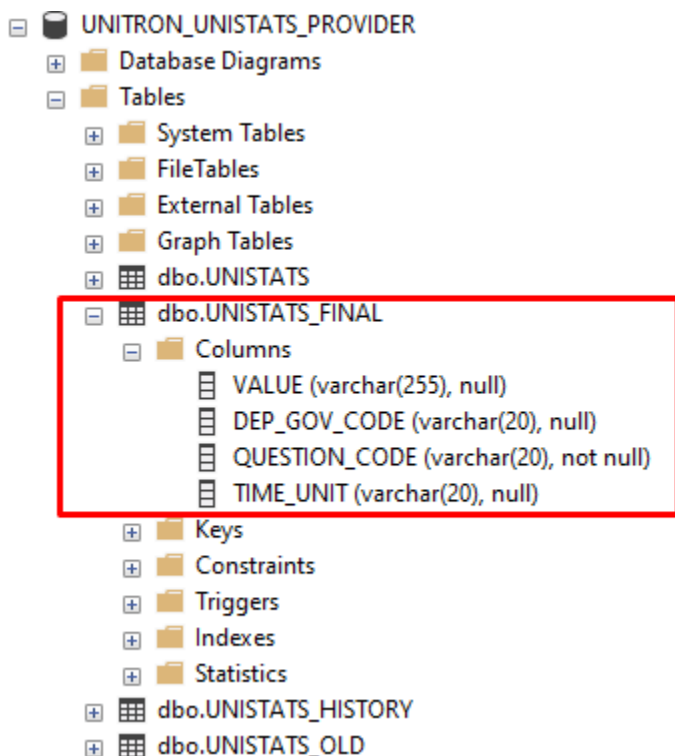 UNITRON_UNISTATS_PROVIDER
Database Diagrams
Tables
System Tables
FileTables
External Tables
Graph Tables
dbo.UNISTATS
dbo.UNISTATS_FINAL
Columns
VALUE (varchar(255), null)
DEP_GOV_CODE (varchar(20), null)
QUESTION_CODE (varchar(20), not null)
TIME_UNIT (varchar(20), null)
Keys
Constraints
Triggers
Indexes
Statistics
dbo.UNISTATS_HISTORY
dbo.UNISTATS_OLD